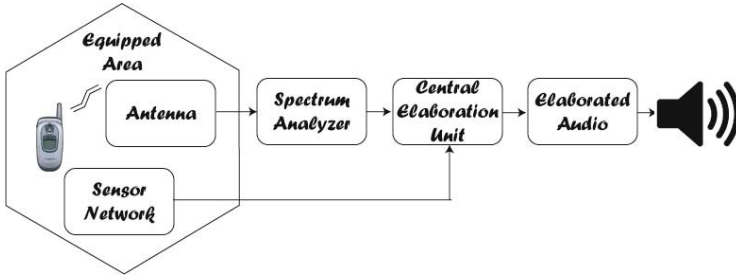 Equipped
Area
Antenna
Spectrum
Analyzer
Central
Elaboration
Unit
Elaborated
Audio
Sensor
Network